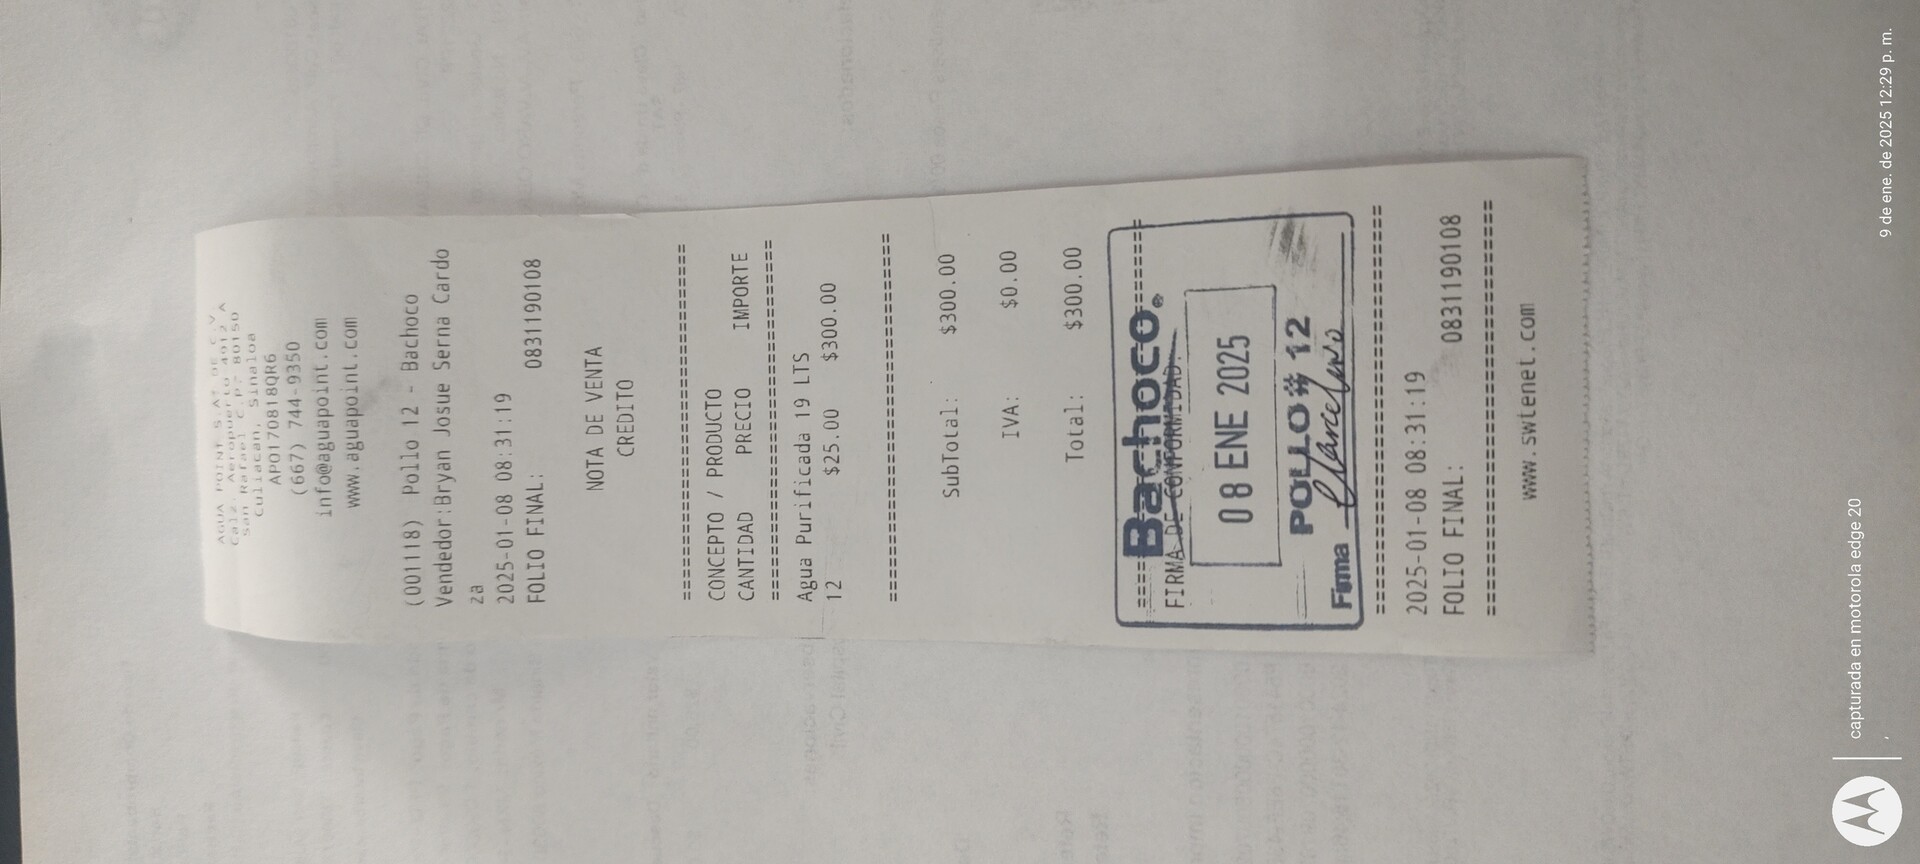 AGUA POINT S.A. DE C.V.
Calz. Aeropuerto 4012 A
San Rafael C.P. 80150
Culiacan, Sinaloa
APO170818QR6
(667) 744-9350
info@aguapoint.com
www.aguapoint.com
(001118) Pollo 12 - Bachoco
Vendedor:Bryan Josue Serna Cardo
za
2025-01-08 08:31:19
FOLIO FINAL: 0831190108
NOTA DE VENTA
CREDITO
================================
CONCEPTO / PRODUCTO
CANTIDAD PRECIO IMPORTE
================================
Agua Purificada 19 LTS
12 $25.00 $300.00
================================
SubTotal: $300.00
IVA: $0.00
Total: $300.00
================================
Bachoco.
FIRMA DE CONFORMIDAD.
08 ENE 2025
POLLO # 12
Firma
================================
2025-01-08 08:31:19
FOLIO FINAL: 0831190108
================================
www.swtenet.com
capturada en motorola edge 20
9 de ene. de 2025 12:29 p. m.